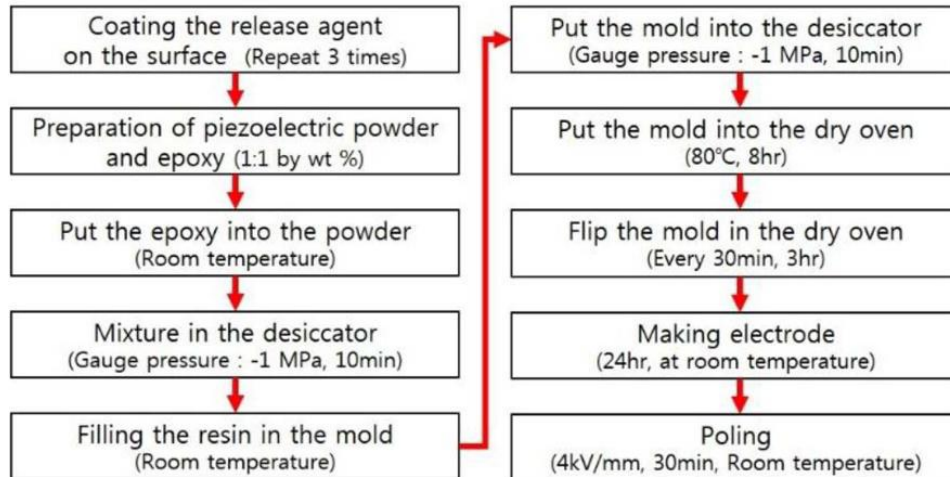 Coating the release agent
on the surface (Repeat 3 times)
Preparation of piezoelectric powder
and epoxy (1:1 by wt %)
Put the epoxy into the powder
(Room temperature)
Mixture in the desiccator
(Gauge pressure : -1 MPa, 10min)
Filling the resin in the mold
(Room temperature)
Put the mold into the desiccator
(Gauge pressure : -1 MPa, 10min)
Put the mold into the dry oven
(80℃, 8hr)
Flip the mold in the dry oven
(Every 30min, 3hr)
Making electrode
(24hr, at room temperature)
Poling
(4kV/mm, 30min, Room temperature)